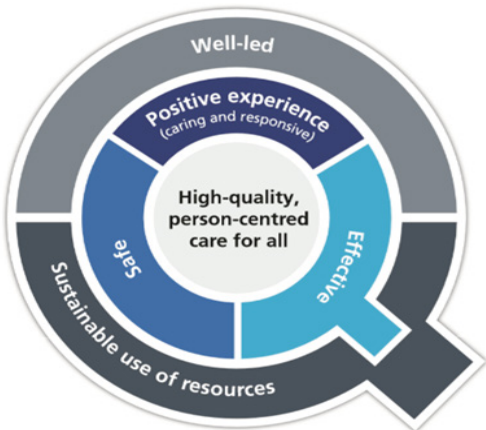 Well-led
Positive experience
(caring and responsive)
High-quality,
person-centred
care for all
Safe
Effective
Sustainable use of resources